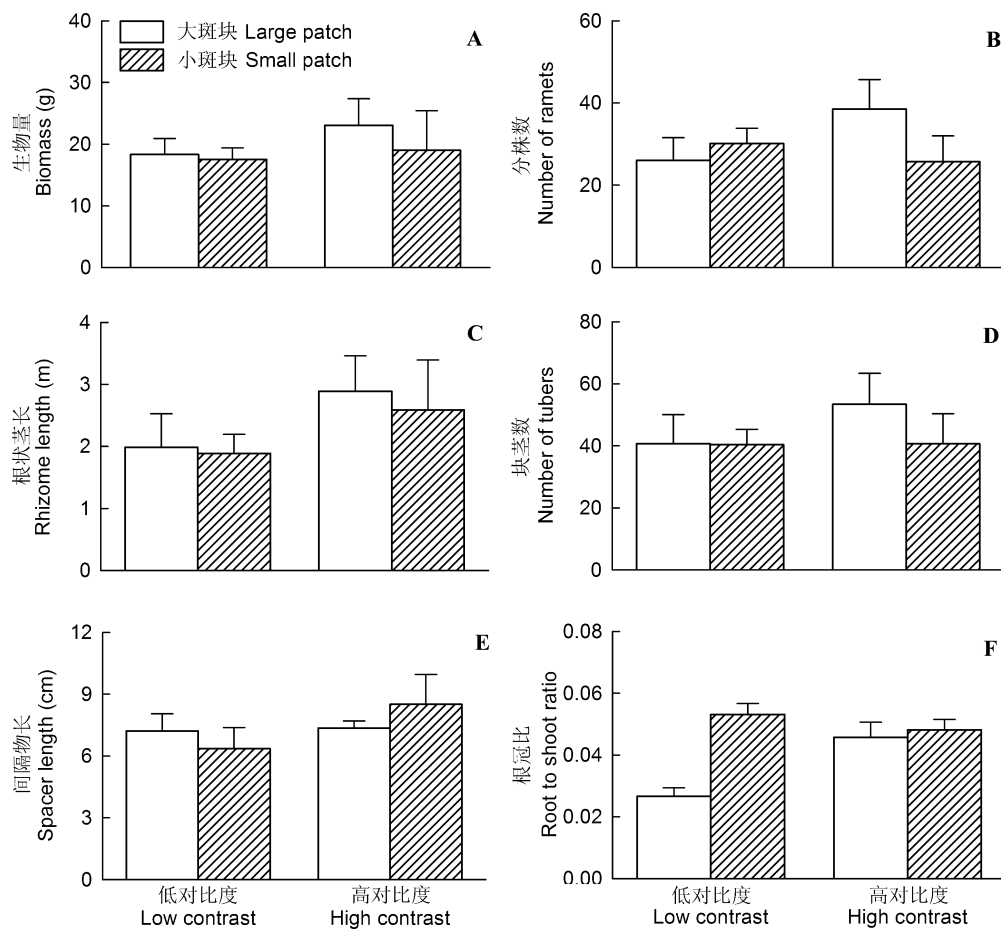 40
30
20
10
0
生物量
Biomass (g)
大斑块 Large patch
小斑块 Small patch
A
60
40
20
0
分株数
Number of ramets
B
4
3
2
1
0
根状茎长
Rhizome length (m)
C
80
60
40
20
0
块茎数
Number of tubers
D
12
9
6
3
0
间隔物长
Spacer length (cm)
E
低对比度
Low contrast
高对比度
High contrast
0.08
0.06
0.04
0.02
0.00
根冠比
Root to shoot ratio
F
低对比度
Low contrast
高对比度
High contrast